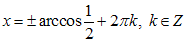 x = ± arccos 1/2 + 2πk, k ∈ Z